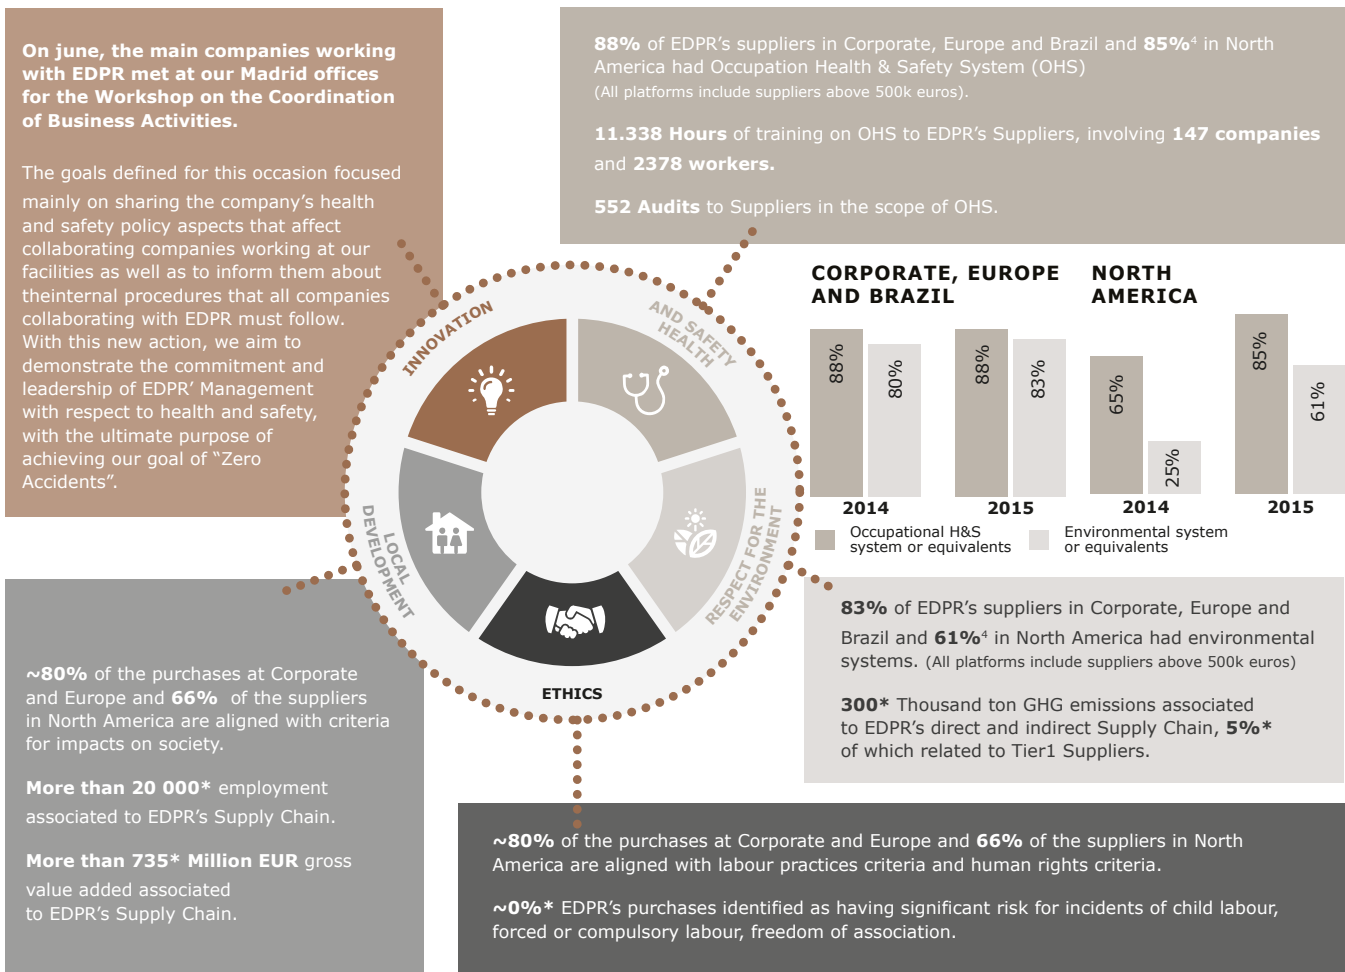 On june, the main companies working
with EDPR met at our Madrid offices
for the Workshop on the Coordination
of Business Activities.
The goals defined for this occasion focused
mainly on sharing the company’s health
and safety policy aspects that affect
collaborating companies working at our
facilities as well as to inform them about
theinternal procedures that all companies
collaborating with EDPR must follow.
With this new action, we aim to
demonstrate the commitment and
leadership of EDPR’ Management
with respect to health and safety,
with the ultimate purpose of
achieving our goal of “Zero
Accidents”.
88% of EDPR’s suppliers in Corporate, Europe and Brazil and 85%⁴ in North
America had Occupation Health & Safety System (OHS)
(All platforms include suppliers above 500k euros).
11.338 Hours of training on OHS to EDPR’s Suppliers, involving 147 companies
and 2378 workers.
552 Audits to Suppliers in the scope of OHS.
INNOVATION
AND SAFETY
HEALTH
RESPECT FOR THE
ENVIRONMENT
LOCAL
DEVELOPMENT
ETHICS
CORPORATE, EUROPE
AND BRAZIL
88%
80%
88%
83%
2014
2015
NORTH
AMERICA
65%
25%
85%
61%
2014
2015
Occupational H&S
system or equivalents
Environmental system
or equivalents
83% of EDPR’s suppliers in Corporate, Europe and
Brazil and 61%⁴ in North America had environmental
systems. (All platforms include suppliers above 500k euros)
300* Thousand ton GHG emissions associated
to EDPR’s direct and indirect Supply Chain, 5%*
of which related to Tier1 Suppliers.
~80% of the purchases at Corporate
and Europe and 66% of the suppliers
in North America are aligned with criteria
for impacts on society.
More than 20 000* employment
associated to EDPR’s Supply Chain.
More than 735* Million EUR gross
value added associated
to EDPR’s Supply Chain.
~80% of the purchases at Corporate and Europe and 66% of the suppliers in North
America are aligned with labour practices criteria and human rights criteria.
~0%* EDPR’s purchases identified as having significant risk for incidents of child labour,
forced or compulsory labour, freedom of association.